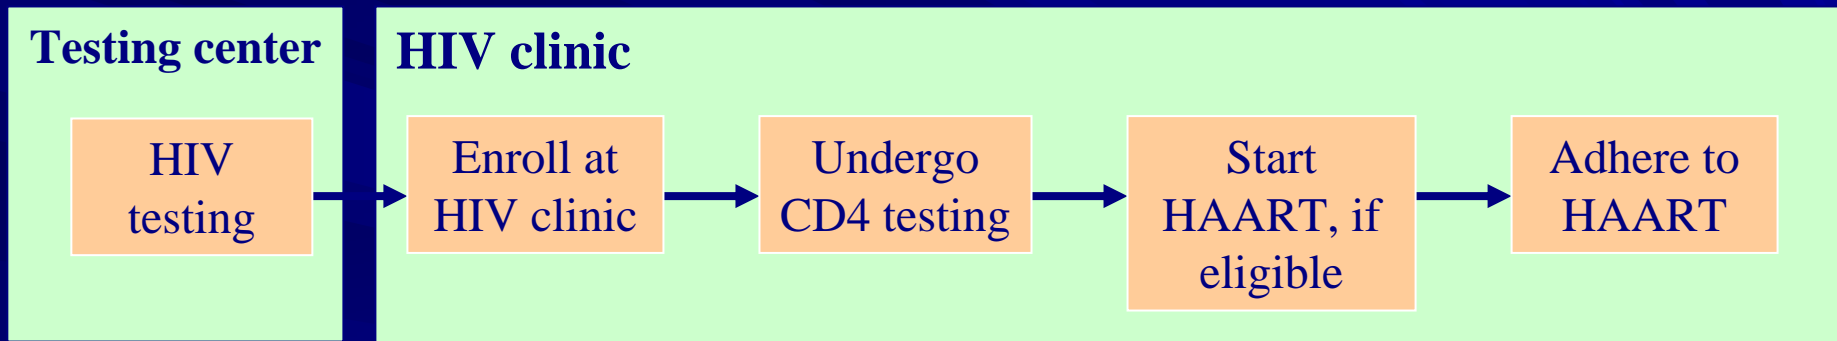 Testing center
HIV
testing
HIV clinic
Enroll at
HIV clinic
Undergo
CD4 testing
Start
HAART, if
eligible
Adhere to
HAART